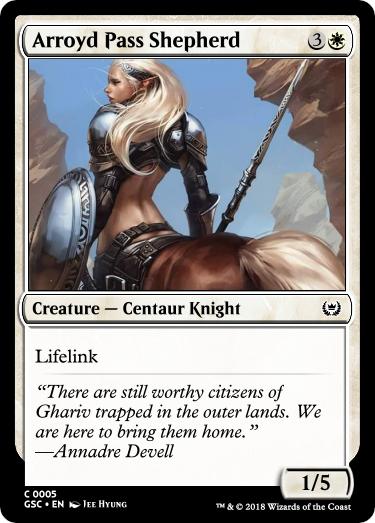 Arroyd Pass Shepherd 3
Creature — Centaur Knight
Lifelink
“There are still worthy citizens of
Ghariv trapped in the outer lands. We
are here to bring them home.”
—Annadre Devell
1/5
C 0005
GSC • EN Jee Hyung
™ & © 2018 Wizards of the Coast